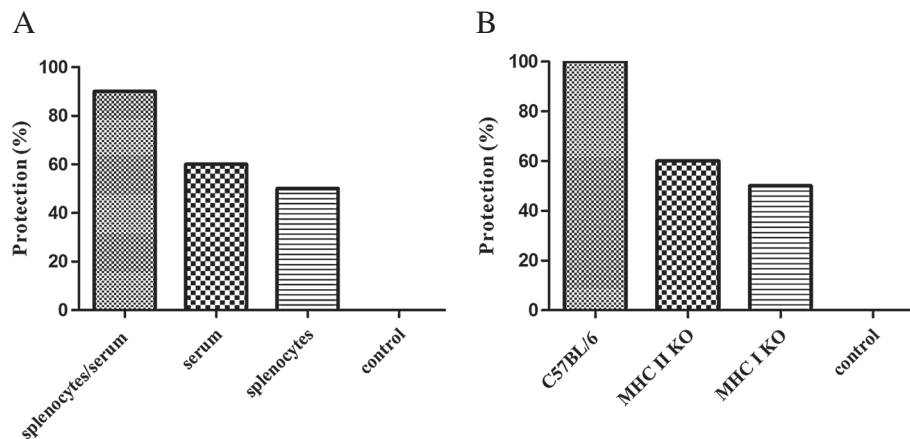 A
Protection (%)
100
80
60
40
20
0
splenocytes/serum
serum
splenocytes
control
B
Protection (%)
100
80
60
40
20
0
C57BL/6
MHC II KO
MHC I KO
control